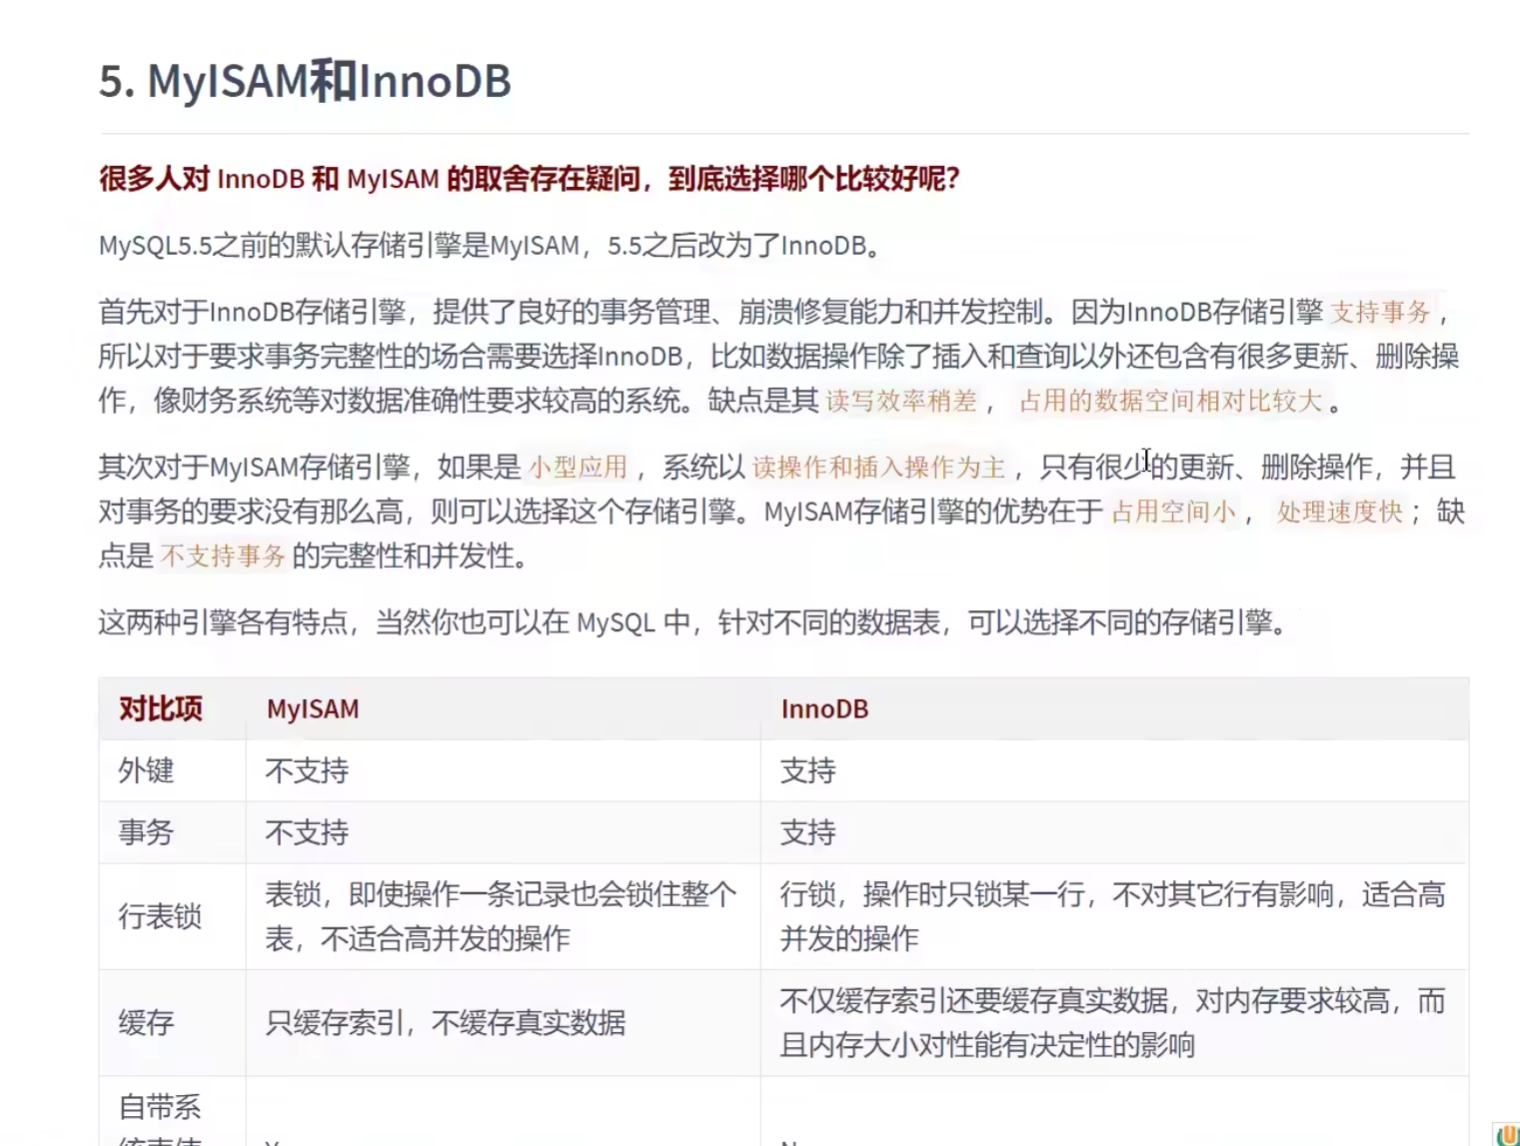 5. MyISAM和InnoDB
很多人对 InnoDB 和 MyISAM 的取舍存在疑问，到底选择哪个比较好呢？
MySQL5.5之前的默认存储引擎是MyISAM，5.5之后改为了InnoDB。
首先对于InnoDB存储引擎，提供了良好的事务管理、崩溃修复能力和并发控制。因为InnoDB存储引擎 支持事务，
所以对于要求事务完整性的场合需要选择InnoDB，比如数据操作除了插入和查询以外还包含有很多更新、删除操
作，像财务系统等对数据准确性要求较高的系统。缺点是其 读写效率稍差，占用的数据空间相对比较大。
其次对于MyISAM存储引擎，如果是 小型应用，系统以 读操作和插入操作为主，只有很少的更新、删除操作，并且
对事务的要求没有那么高，则可以选择这个存储引擎。MyISAM存储引擎的优势在于 占用空间小，处理速度快；缺
点是 不支持事务 的完整性和并发性。
这两种引擎各有特点，当然你也可以在 MySQL 中，针对不同的数据表，可以选择不同的存储引擎。
对比项 MyISAM InnoDB
外键 不支持 支持
事务 不支持 支持
行表锁 表锁，即使操作一条记录也会锁住整个 行锁，操作时只锁某一行，不对其它行有影响，适合高
表，不适合高并发的操作 并发的操作
缓存 只缓存索引，不缓存真实数据 不仅缓存索引还要缓存真实数据，对内存要求较高，而
且内存大小对性能有决定性的影响
自带系